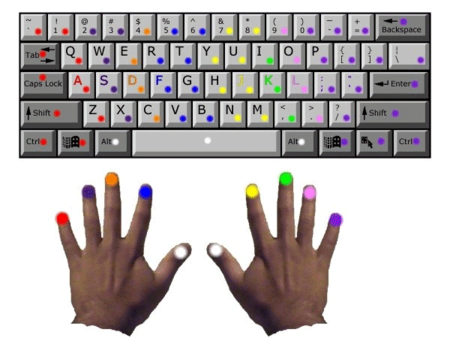 ~ ` ! 1 @ 2 # 3 $ 4 % 5 ^ 6 & 7 * 8 ( 9 ) 0 - + = Backspace
Tab Q W E R T Y U I O P { [ } ] \
Caps Lock A S D F G H J K L ; : Enter
Shift Z X C V B N M < , > . ? / Shift
Ctrl Alt Alt Ctrl